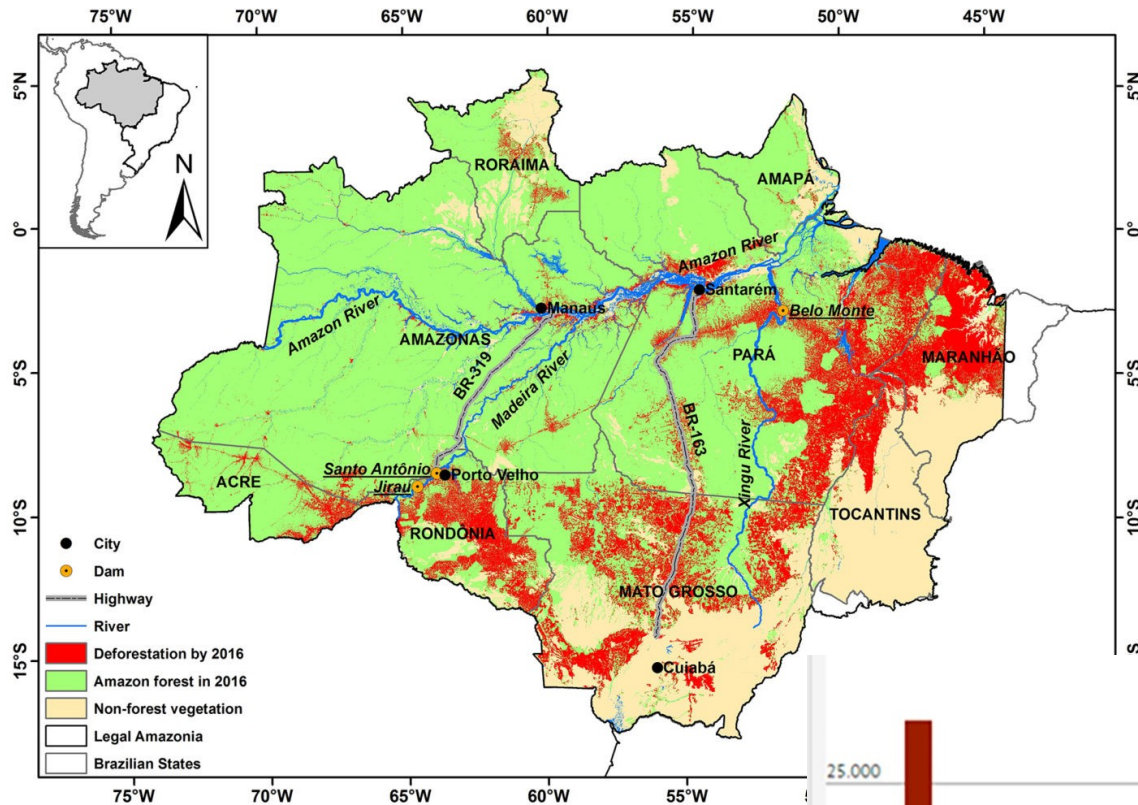 75°W 70°W 65°W 60°W 55°W 50°W 45°W
5°N 5°N
N
RORAIMA
AMAPÁ
0° 0°
Amazon River
Santarém
Manaus
Belo Monte
Amazon River
AMAZONAS
PARÁ
MARANHÃO
BR-319
Madeira River
5°S 5°S
BR-163
Xingu River
Santo Antônio
Porto Velho
Jirau
ACRE
TOCANTINS
10°S 10°S
RONDÔNIA
MATO GROSSO
City
Dam
Highway
River
Deforestation by 2016
Amazon forest in 2016
Non-forest vegetation
Legal Amazonia
Brazilian States
15°S 15°S
Cuiabá
25.000
75°W 70°W 65°W 60°W 55°W 50°W